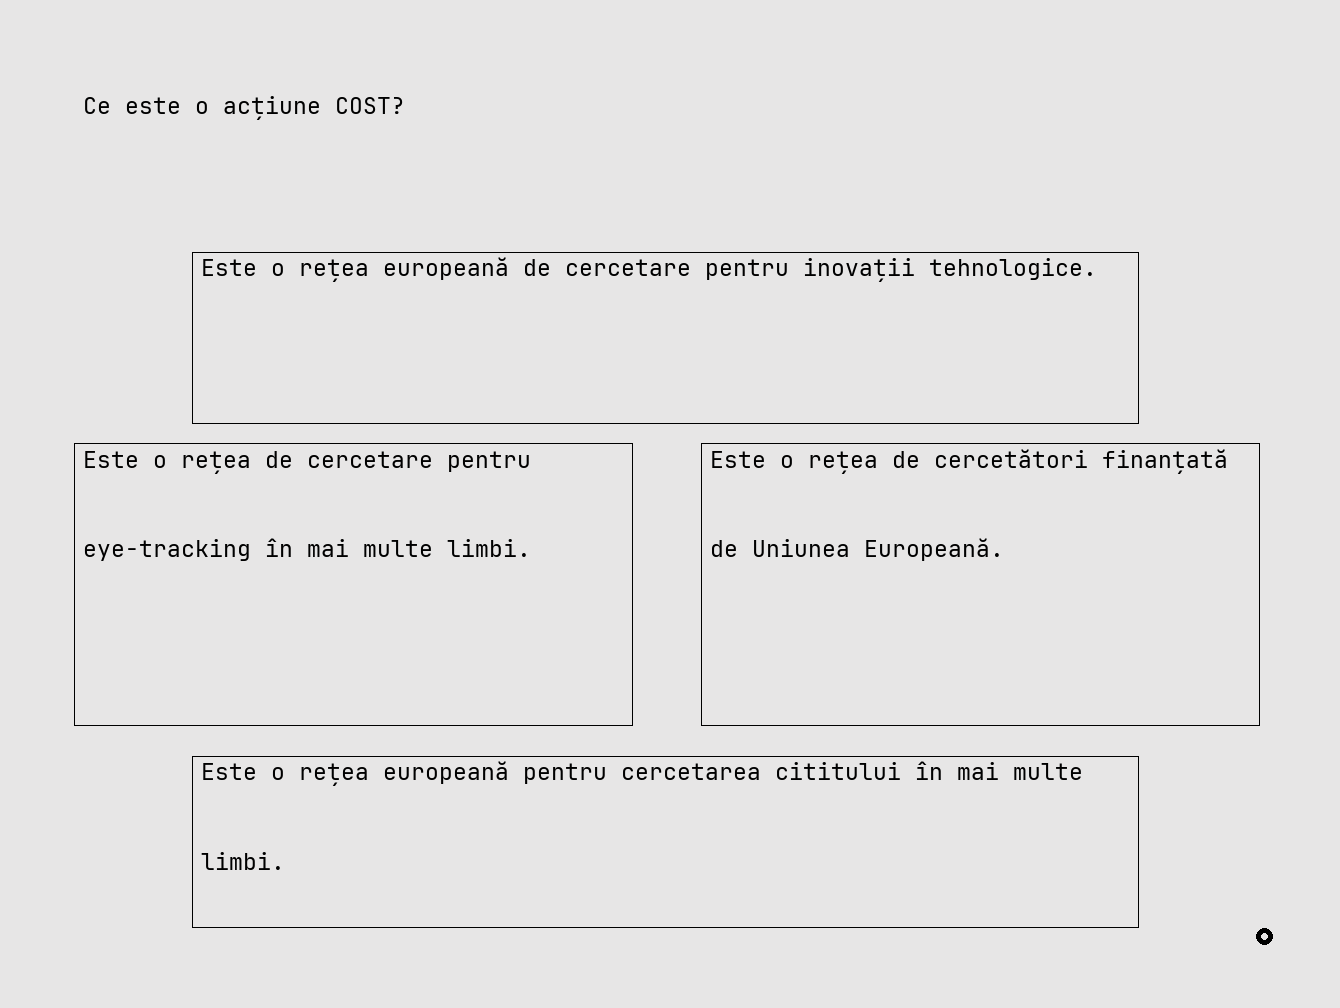 Ce este o acțiune COST?
Este o rețea europeană de cercetare pentru inovații tehnologice.
Este o rețea de cercetare pentru
eye-tracking în mai multe limbi.
Este o rețea de cercetători finanțată
de Uniunea Europeană.
Este o rețea europeană pentru cercetarea cititului în mai multe
limbi.